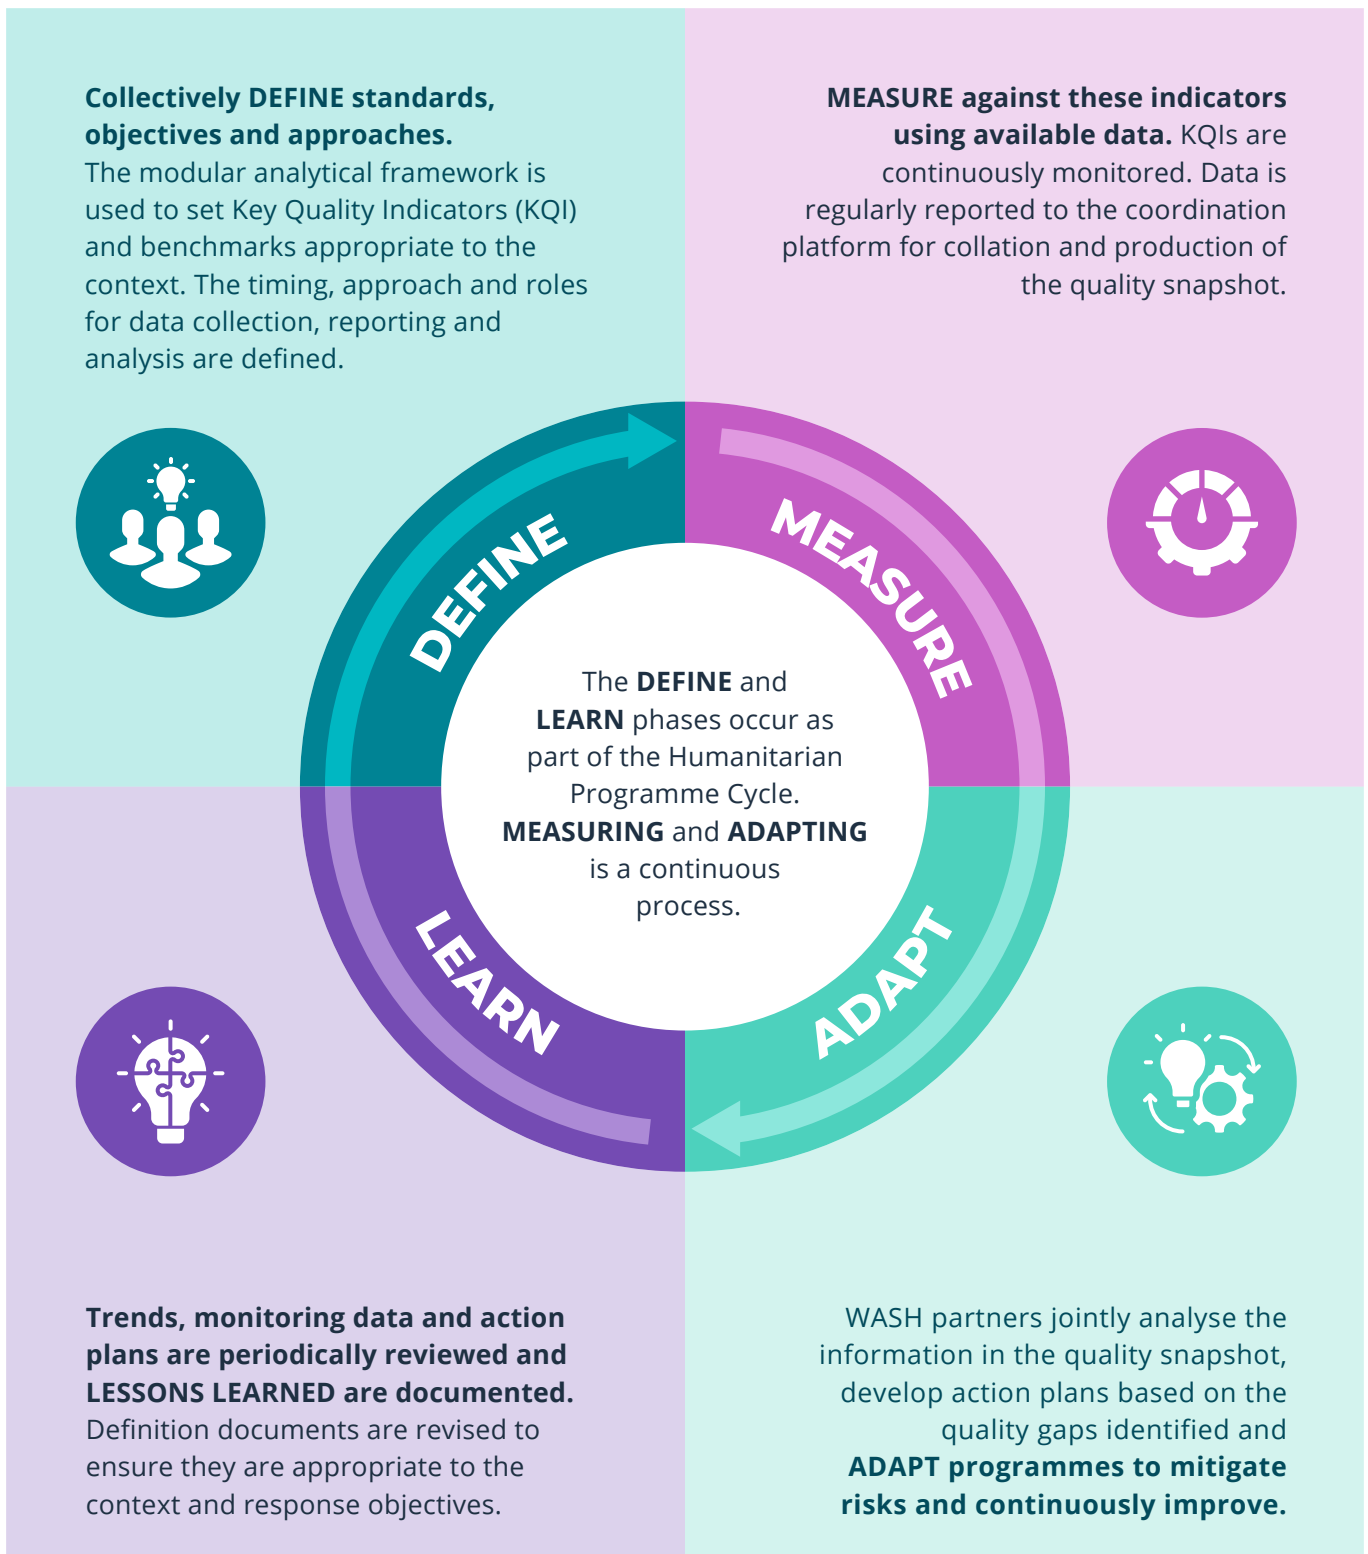 Collectively DEFINE standards,
objectives and approaches.
The modular analytical framework is
used to set Key Quality Indicators (KQI)
and benchmarks appropriate to the
context. The timing, approach and roles
for data collection, reporting and
analysis are defined.
MEASURE against these indicators
using available data. KQIs are
continuously monitored. Data is
regularly reported to the coordination
platform for collation and production of
the quality snapshot.
DEFINE
MEASURE
The DEFINE and
LEARN phases occur as
part of the Humanitarian
Programme Cycle.
MEASURING and ADAPTING
is a continuous
process.
LEARN
ADAPT
Trends, monitoring data and action
plans are periodically reviewed and
LESSONS LEARNED are documented.
Definition documents are revised to
ensure they are appropriate to the
context and response objectives.
WASH partners jointly analyse the
information in the quality snapshot,
develop action plans based on the
quality gaps identified and
ADAPT programmes to mitigate
risks and continuously improve.